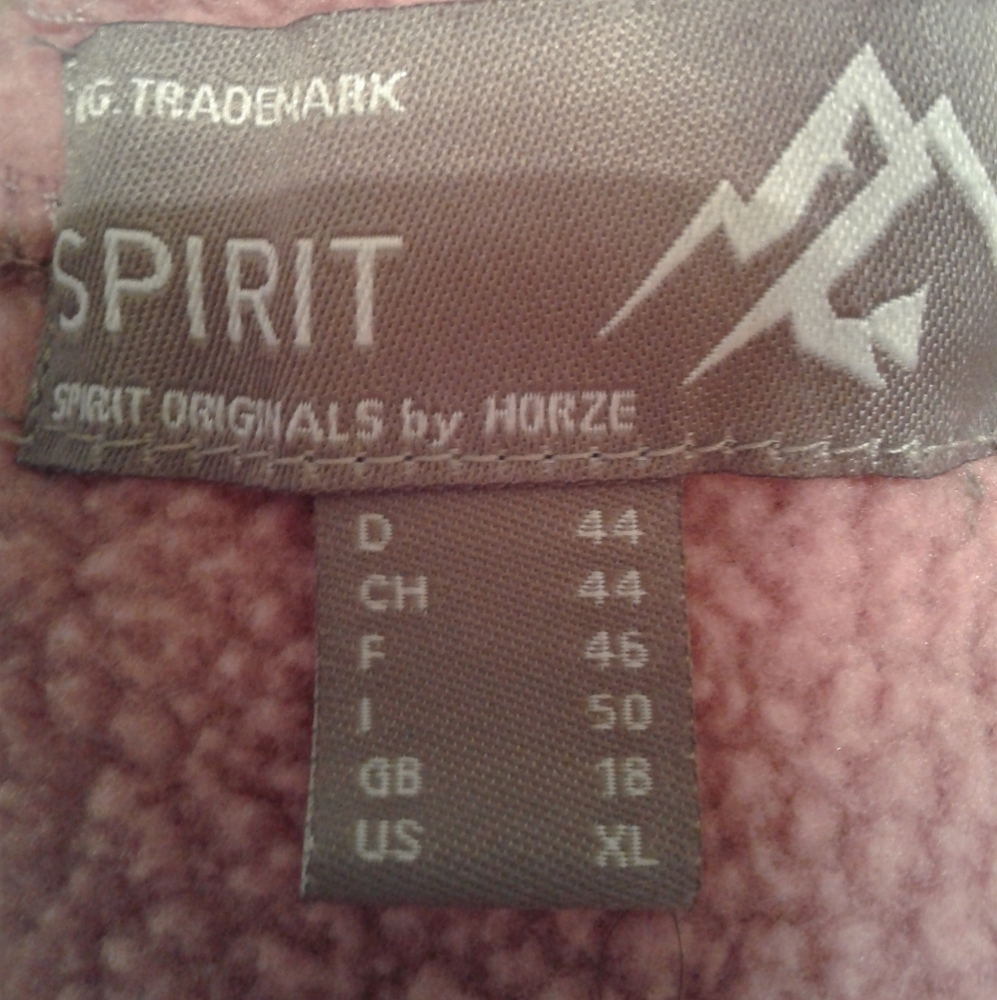 TRADEMARK
SPIRIT
SPIRIT ORIGINALS by HORZE
D 44
CH 44
F 46
I 50
GB 18
US XL